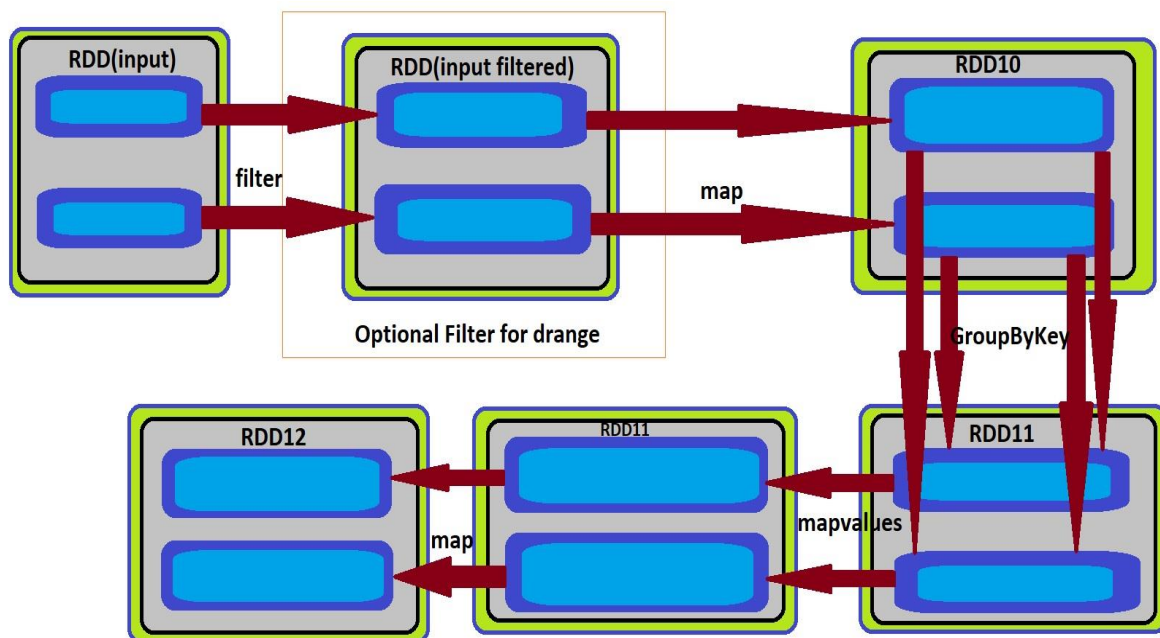 RDD(input)
RDD(input filtered)
RDD10
filter
map
Optional Filter for drange
GroupByKey
RDD12
RDD11
RDD11
mapvalues
map